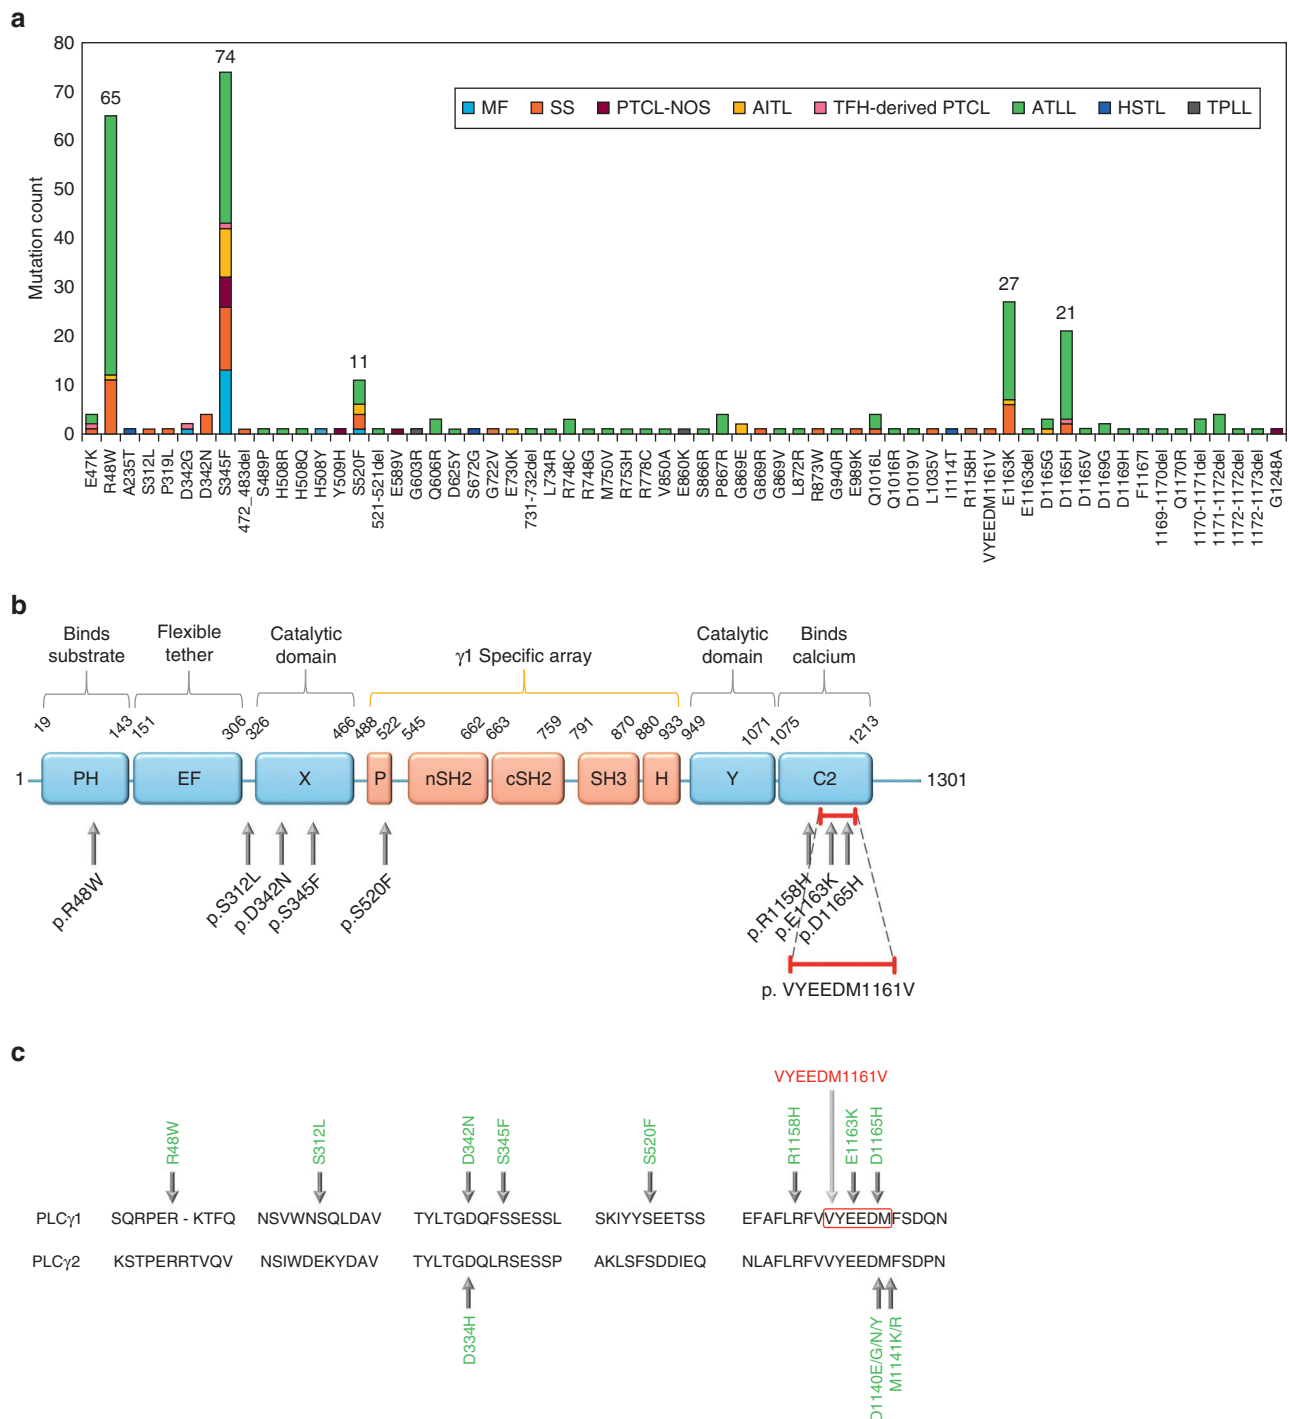 a
80
70
60
50
40
30
20
10
0
Mutation count
65
74
11
27
21
MF SS PTCL-NOS AITL TFH-derived PTCL ATLL HSTL TPLL
E47K
R48W
A235T
S312L
P319L
D342G
D342N
S345F
472_483del
S489P
H508R
H508Q
H508Y
Y509H
S520F
521-521del
E589V
G603R
Q606R
D625Y
S672G
G722V
E730K
731-732del
L734R
R748C
R748G
M750V
R753H
R778C
V850A
E860K
S866R
P867R
G869E
G869R
G869V
L872R
R873W
G940R
E989K
Q1016L
Q1016R
D1019V
L1035V
I1114T
R1158H
VYEEDM1161V
E1163K
E1163del
D1165G
D1165H
D1165V
D1169G
D1169H
F1167I
1169-1170del
Q1170R
1170-1171del
1171-1172del
1172-1172del
1172-1173del
G1248A
b
Binds substrate
Flexible tether
Catalytic domain
γ1 Specific array
Catalytic domain
Binds calcium
19 143 151 306 326 466 488 522 545 662 663 759 791 870 880 933 949 1071 1075 1213
1 PH EF X P nSH2 cSH2 SH3 H Y C2 1301
p.R48W
p.S312L
p.D342N
p.S345F
p.S520F
p.R1158H
p.E1163K
p.D1165H
p. VYEEDM1161V
c
VYEEDM1161V
R48W
S312L
D342N
S345F
S520F
R1158H
E1163K
D1165H
PLCγ1 SQRPER - KTFQ NSVWNSQLDAV TYLTGDQFSSESSL SKIYYSEETSS EFAFLRFVVYEEDMFSDQN
PLCγ2 KSTPERRTVQV NSIWDEKYDAV TYLTGDQLRSESSP AKLSFSDDIEQ NLAFLRFVVYEEDMFSDPN
D334H
D1140E/G/N/Y
M1141K/R